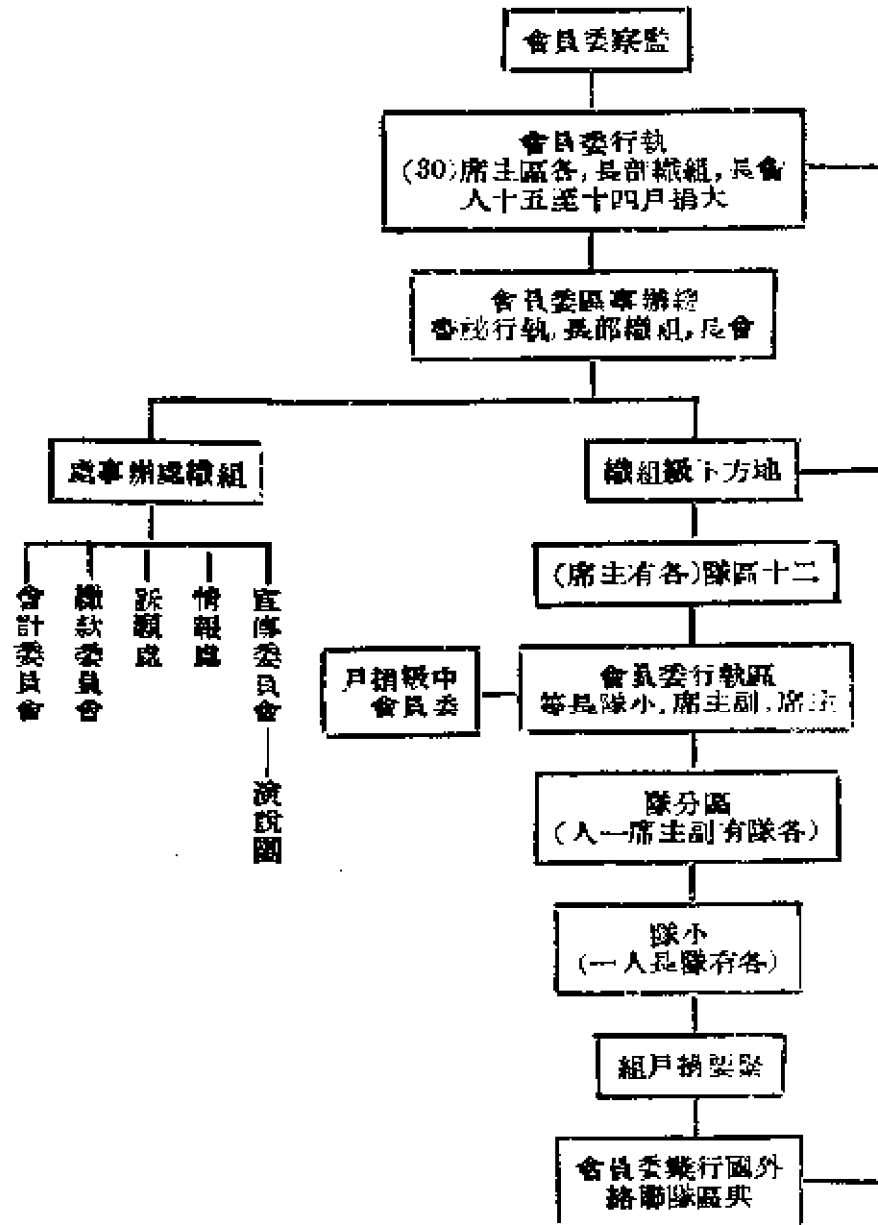 監察委員會
執行委員會
會長,組織部長,各區主席(30)
大捐戶四十至五十人
總辦事區委員會
會長,組織部長,執行秘書
地方下級組織
組織處辦事處
宣傳委員會
演說團
情報處
訴願處
繳款委員會
會計委員會
二十區隊(各有主席)
區執行委員會
主席,副主席,小隊長等
中級捐戶
委員會
區分隊
(各隊有副主席一人)
小隊
(各有隊長人一)
緊要捐戶組
外國行委員會
與區隊聯絡